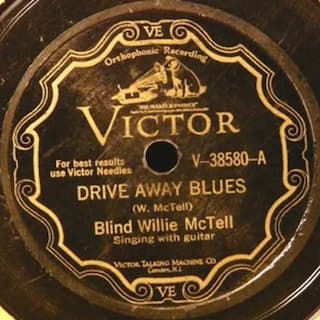 VE
Orthophonic Recording
"HIS MASTER'S VOICE"
VICTOR
For best results
use Victor Needles
V-38580-A
DRIVE AWAY BLUES
(W. McTell)
Blind Willie McTell
Singing with guitar
VICTOR TALKING MACHINE CO.
Camden, N.J.
VE